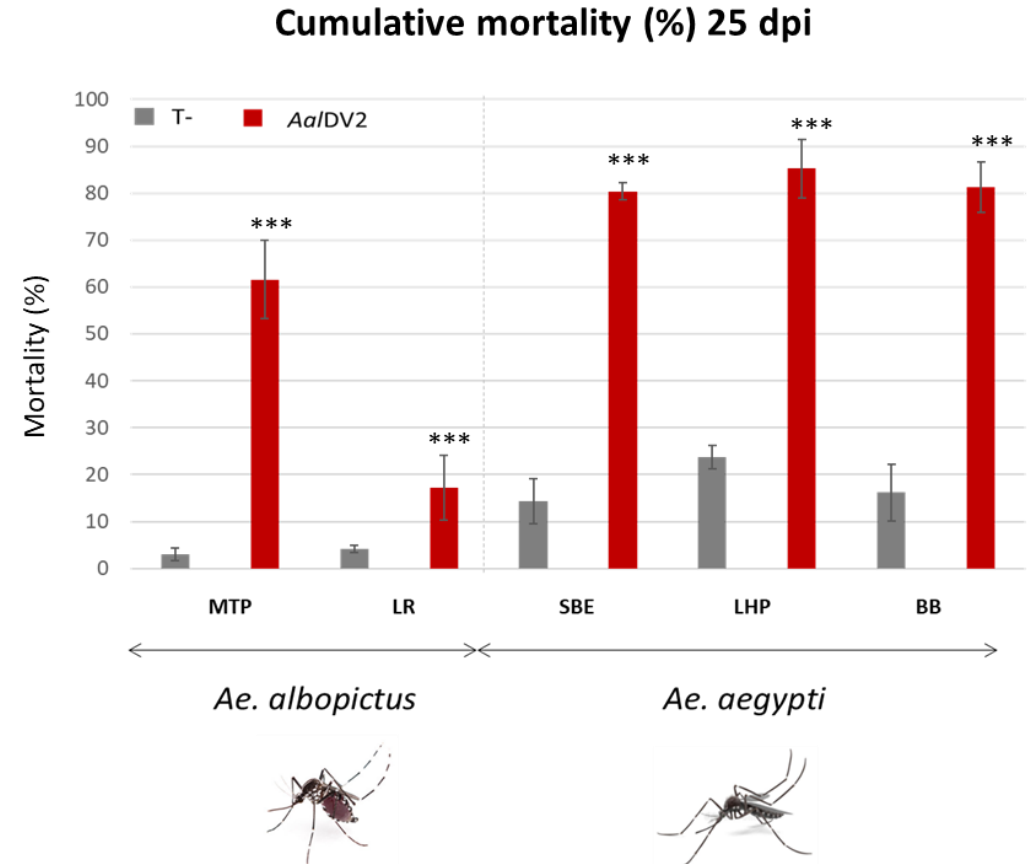 Cumulative mortality (%) 25 dpi
Mortality (%)
100
90
80
70
60
50
40
30
20
10
0
T-
AalDV2
***
***
***
***
***
MTP
LR
SBE
LHP
BB
Ae. albopictus
Ae. aegypti